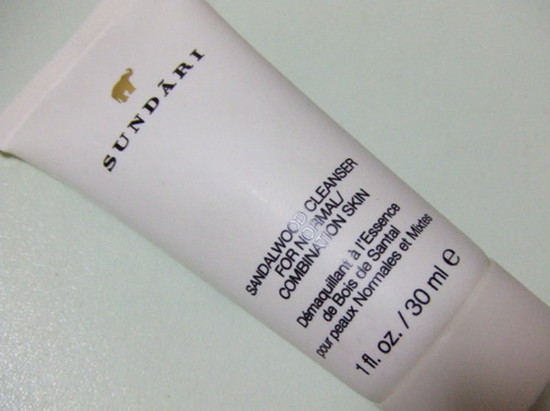 SUNDĀRI
SANDALWOOD CLEANSER
FOR NORMAL/
COMBINATION SKIN
Démaquillant à l'Essence
de Bois de Santal
pour peaux Normales et Mixtes
1 fl. oz. / 30 ml e